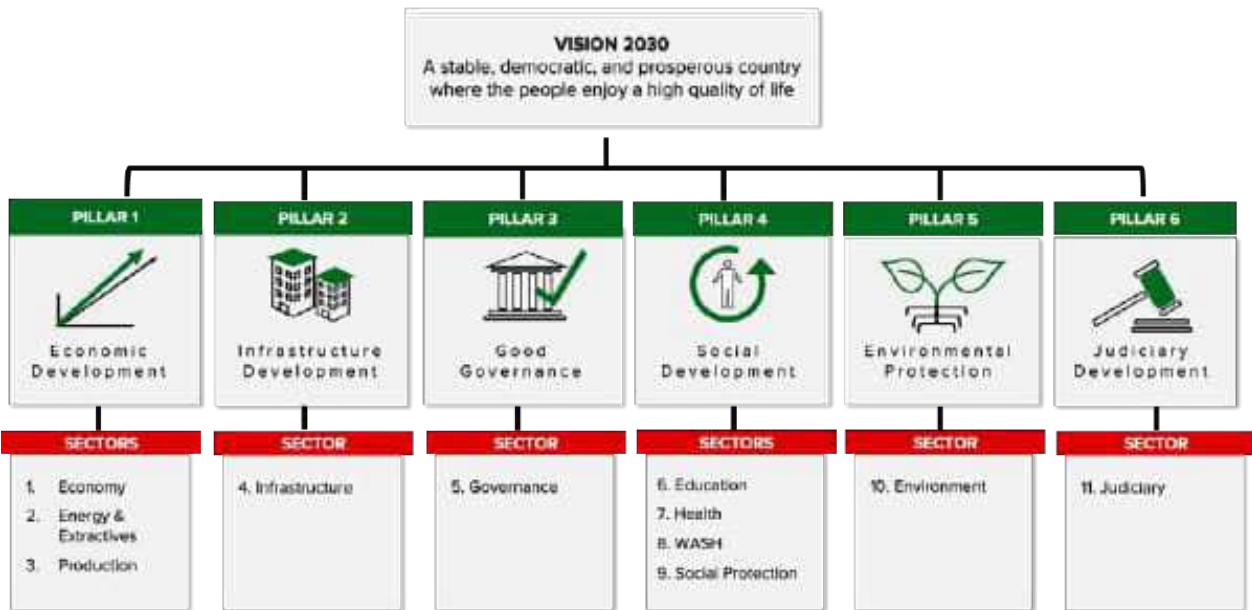 VISION 2030
A stable, democratic, and prosperous country
where the people enjoy a high quality of life
PILLAR 1
Economic
Development
SECTORS
1. Economy
2. Energy &
Extractives
3. Production
PILLAR 2
Infrastructure
Development
SECTOR
4. Infrastructure
PILLAR 3
Good
Governance
SECTOR
5. Governance
PILLAR 4
Social
Development
SECTORS
6. Education
7. Health
8. WASH
9. Social Protection
PILLAR 5
Environmental
Protection
SECTOR
10. Environment
PILLAR 6
Judiciary
Development
SECTOR
11. Judiciary